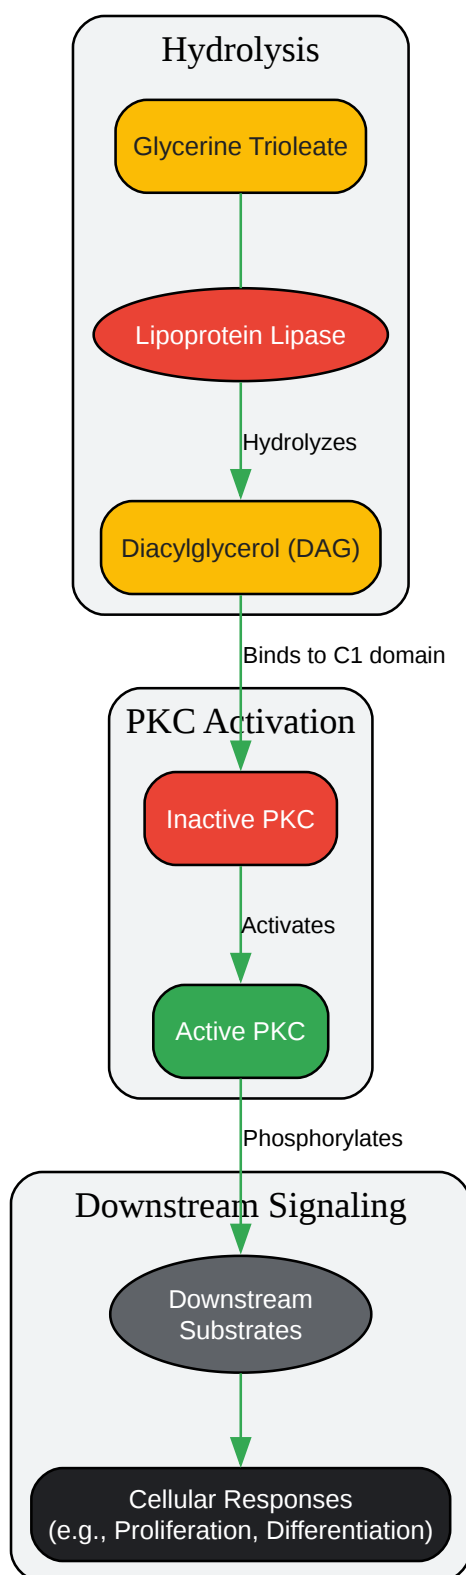 Hydrolysis
Glycerine Trioleate
Lipoprotein Lipase
Hydrolyzes
Diacylglycerol (DAG)
Binds to C1 domain
PKC Activation
Inactive PKC
Activates
Active PKC
Phosphorylates
Downstream Signaling
Downstream
Substrates
Cellular Responses
(e.g., Proliferation, Differentiation)